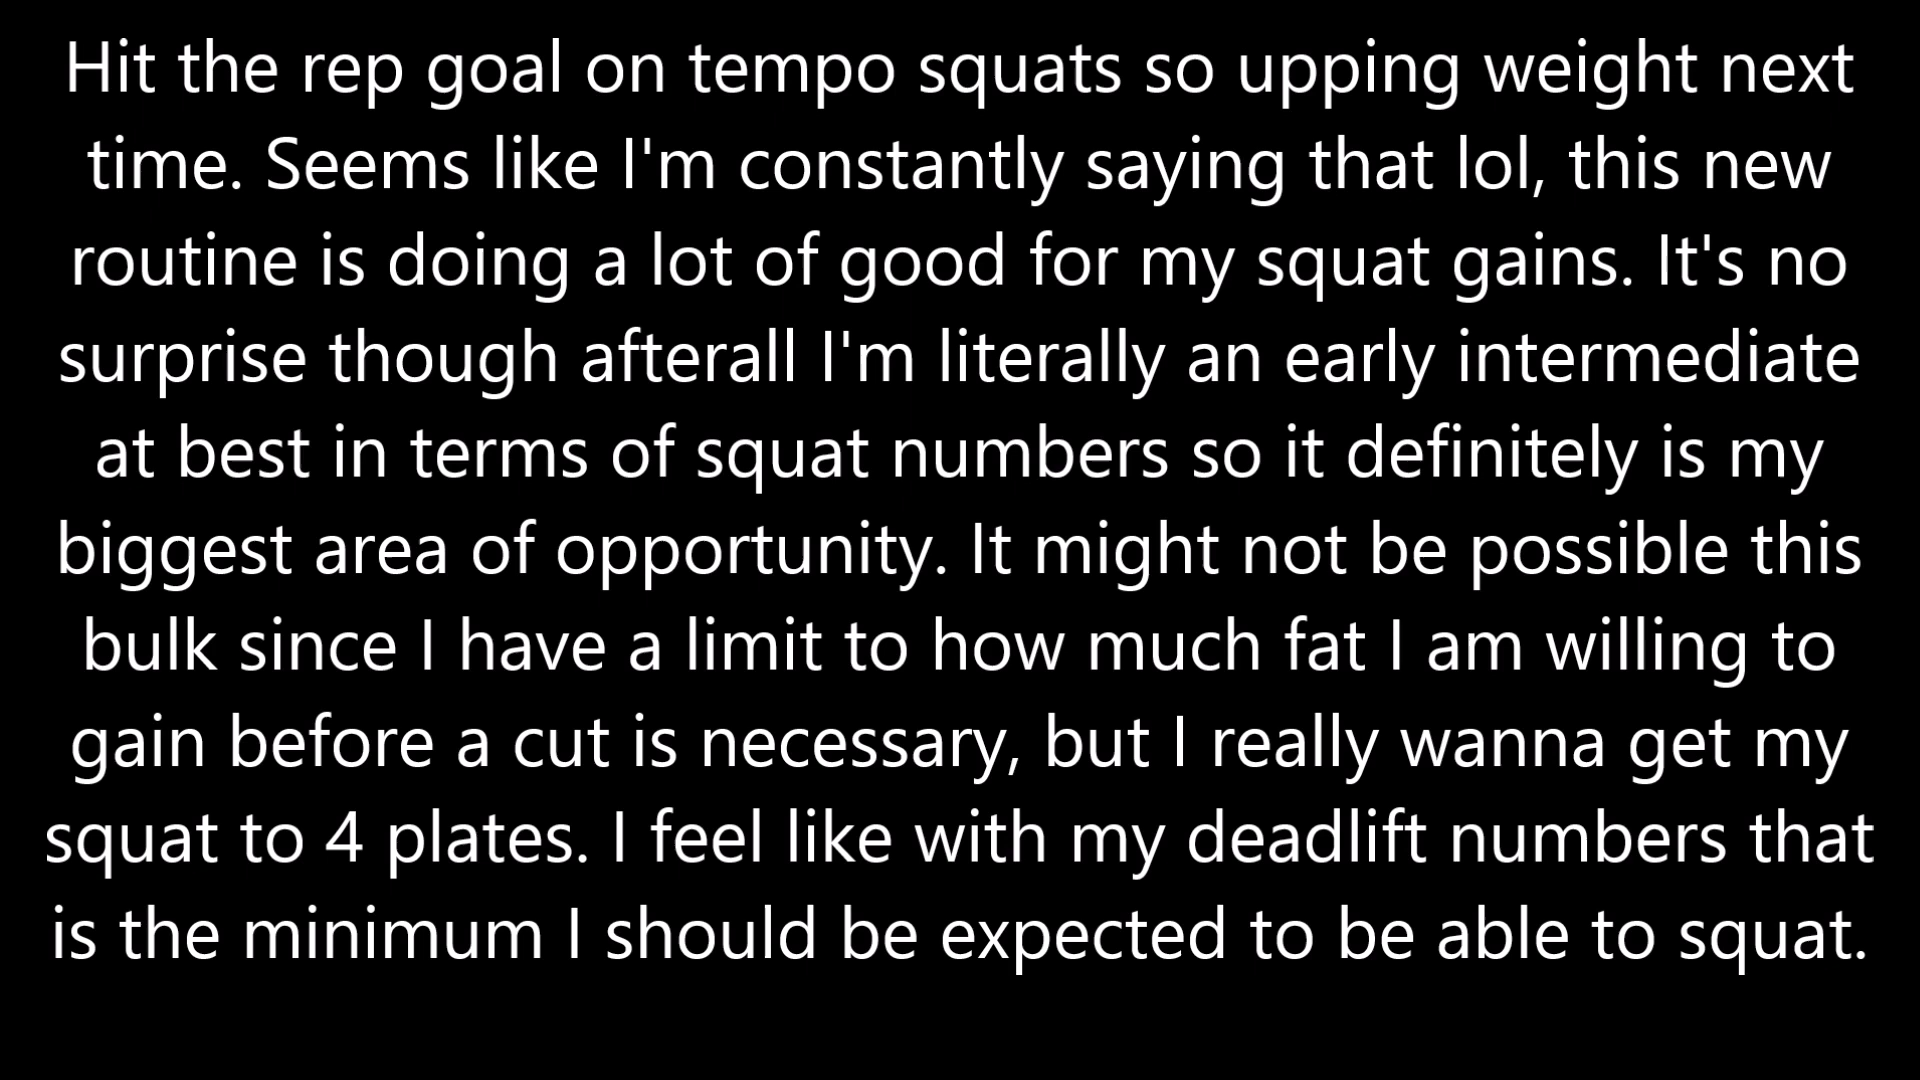 Hit the rep goal on tempo squats so upping weight next
time. Seems like I'm constantly saying that lol, this new
routine is doing a lot of good for my squat gains. It's no
surprise though afterall I'm literally an early intermediate
at best in terms of squat numbers so it definitely is my
biggest area of opportunity. It might not be possible this
bulk since I have a limit to how much fat I am willing to
gain before a cut is necessary, but I really wanna get my
squat to 4 plates. I feel like with my deadlift numbers that
is the minimum I should be expected to be able to squat.